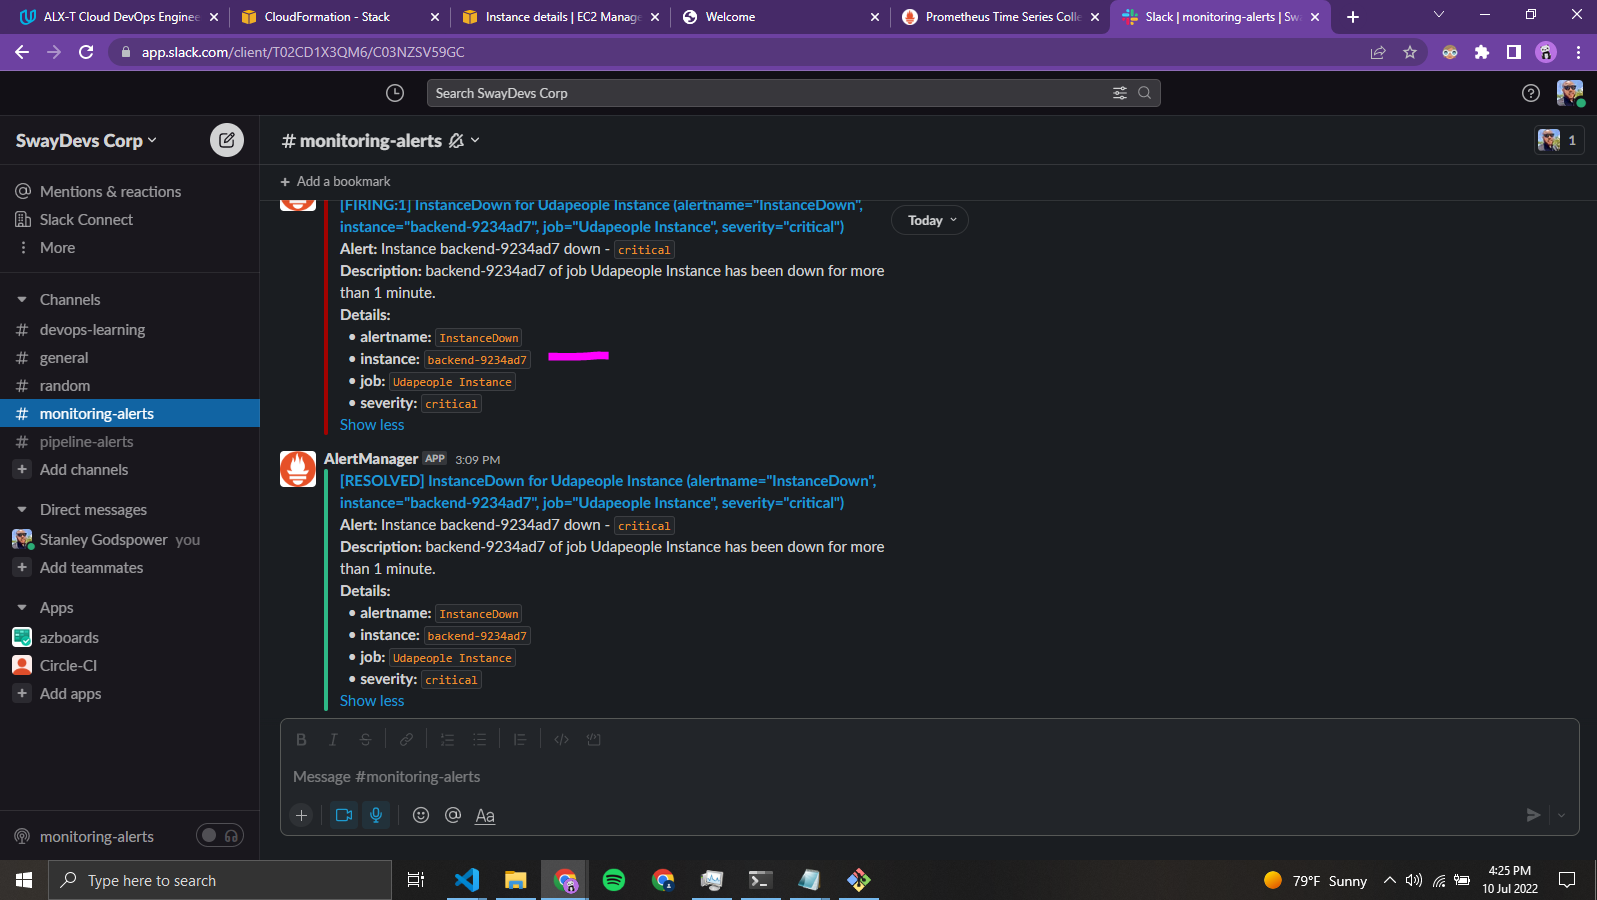 ALX-T Cloud DevOps Enginee
CloudFormation - Stack
Instance details | EC2 Manag
Welcome
Prometheus Time Series Colle
Slack | monitoring-alerts | Sw
app.slack.com/client/T02CD1X3QM6/C03NZSV59GC
Search SwayDevs Corp
SwayDevs Corp
# monitoring-alerts
1
Mentions & reactions
Slack Connect
More
Channels
# devops-learning
# general
# random
# monitoring-alerts
# pipeline-alerts
+ Add channels
Direct messages
Stanley Godspower you
+ Add teammates
Apps
azboards
Circle-CI
+ Add apps
monitoring-alerts
+ Add a bookmark
Today
[FIRING:1] InstanceDown for Udapeople Instance (alertname="InstanceDown",
instance="backend-9234ad7", job="Udapeople Instance", severity="critical")
Alert: Instance backend-9234ad7 down - critical
Description: backend-9234ad7 of job Udapeople Instance has been down for more
than 1 minute.
Details:
• alertname: InstanceDown
• instance: backend-9234ad7
• job: Udapeople Instance
• severity: critical
Show less
AlertManager APP 3:09 PM
[RESOLVED] InstanceDown for Udapeople Instance (alertname="InstanceDown",
instance="backend-9234ad7", job="Udapeople Instance", severity="critical")
Alert: Instance backend-9234ad7 down - critical
Description: backend-9234ad7 of job Udapeople Instance has been down for more
than 1 minute.
Details:
• alertname: InstanceDown
• instance: backend-9234ad7
• job: Udapeople Instance
• severity: critical
Show less
B I S
Message #monitoring-alerts
+ @ Aa
Type here to search
79°F Sunny
4:25 PM
10 Jul 2022